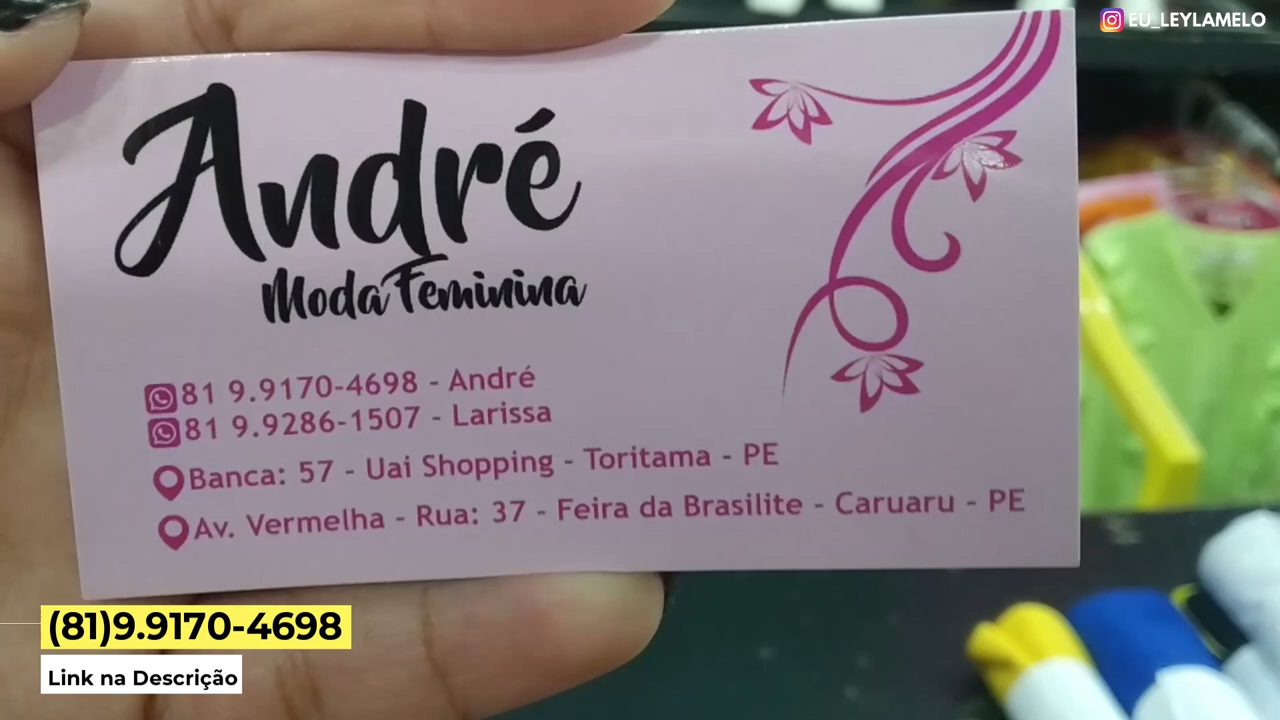 EU_LEYLAMELO
André
Moda Feminina
81 9.9170-4698 - André
81 9.9286-1507 - Larissa
Banca: 57 - Uai Shopping - Toritama - PE
Av. Vermelha - Rua: 37 - Feira da Brasilite - Caruaru - PE
(81)9.9170-4698
Link na Descrição